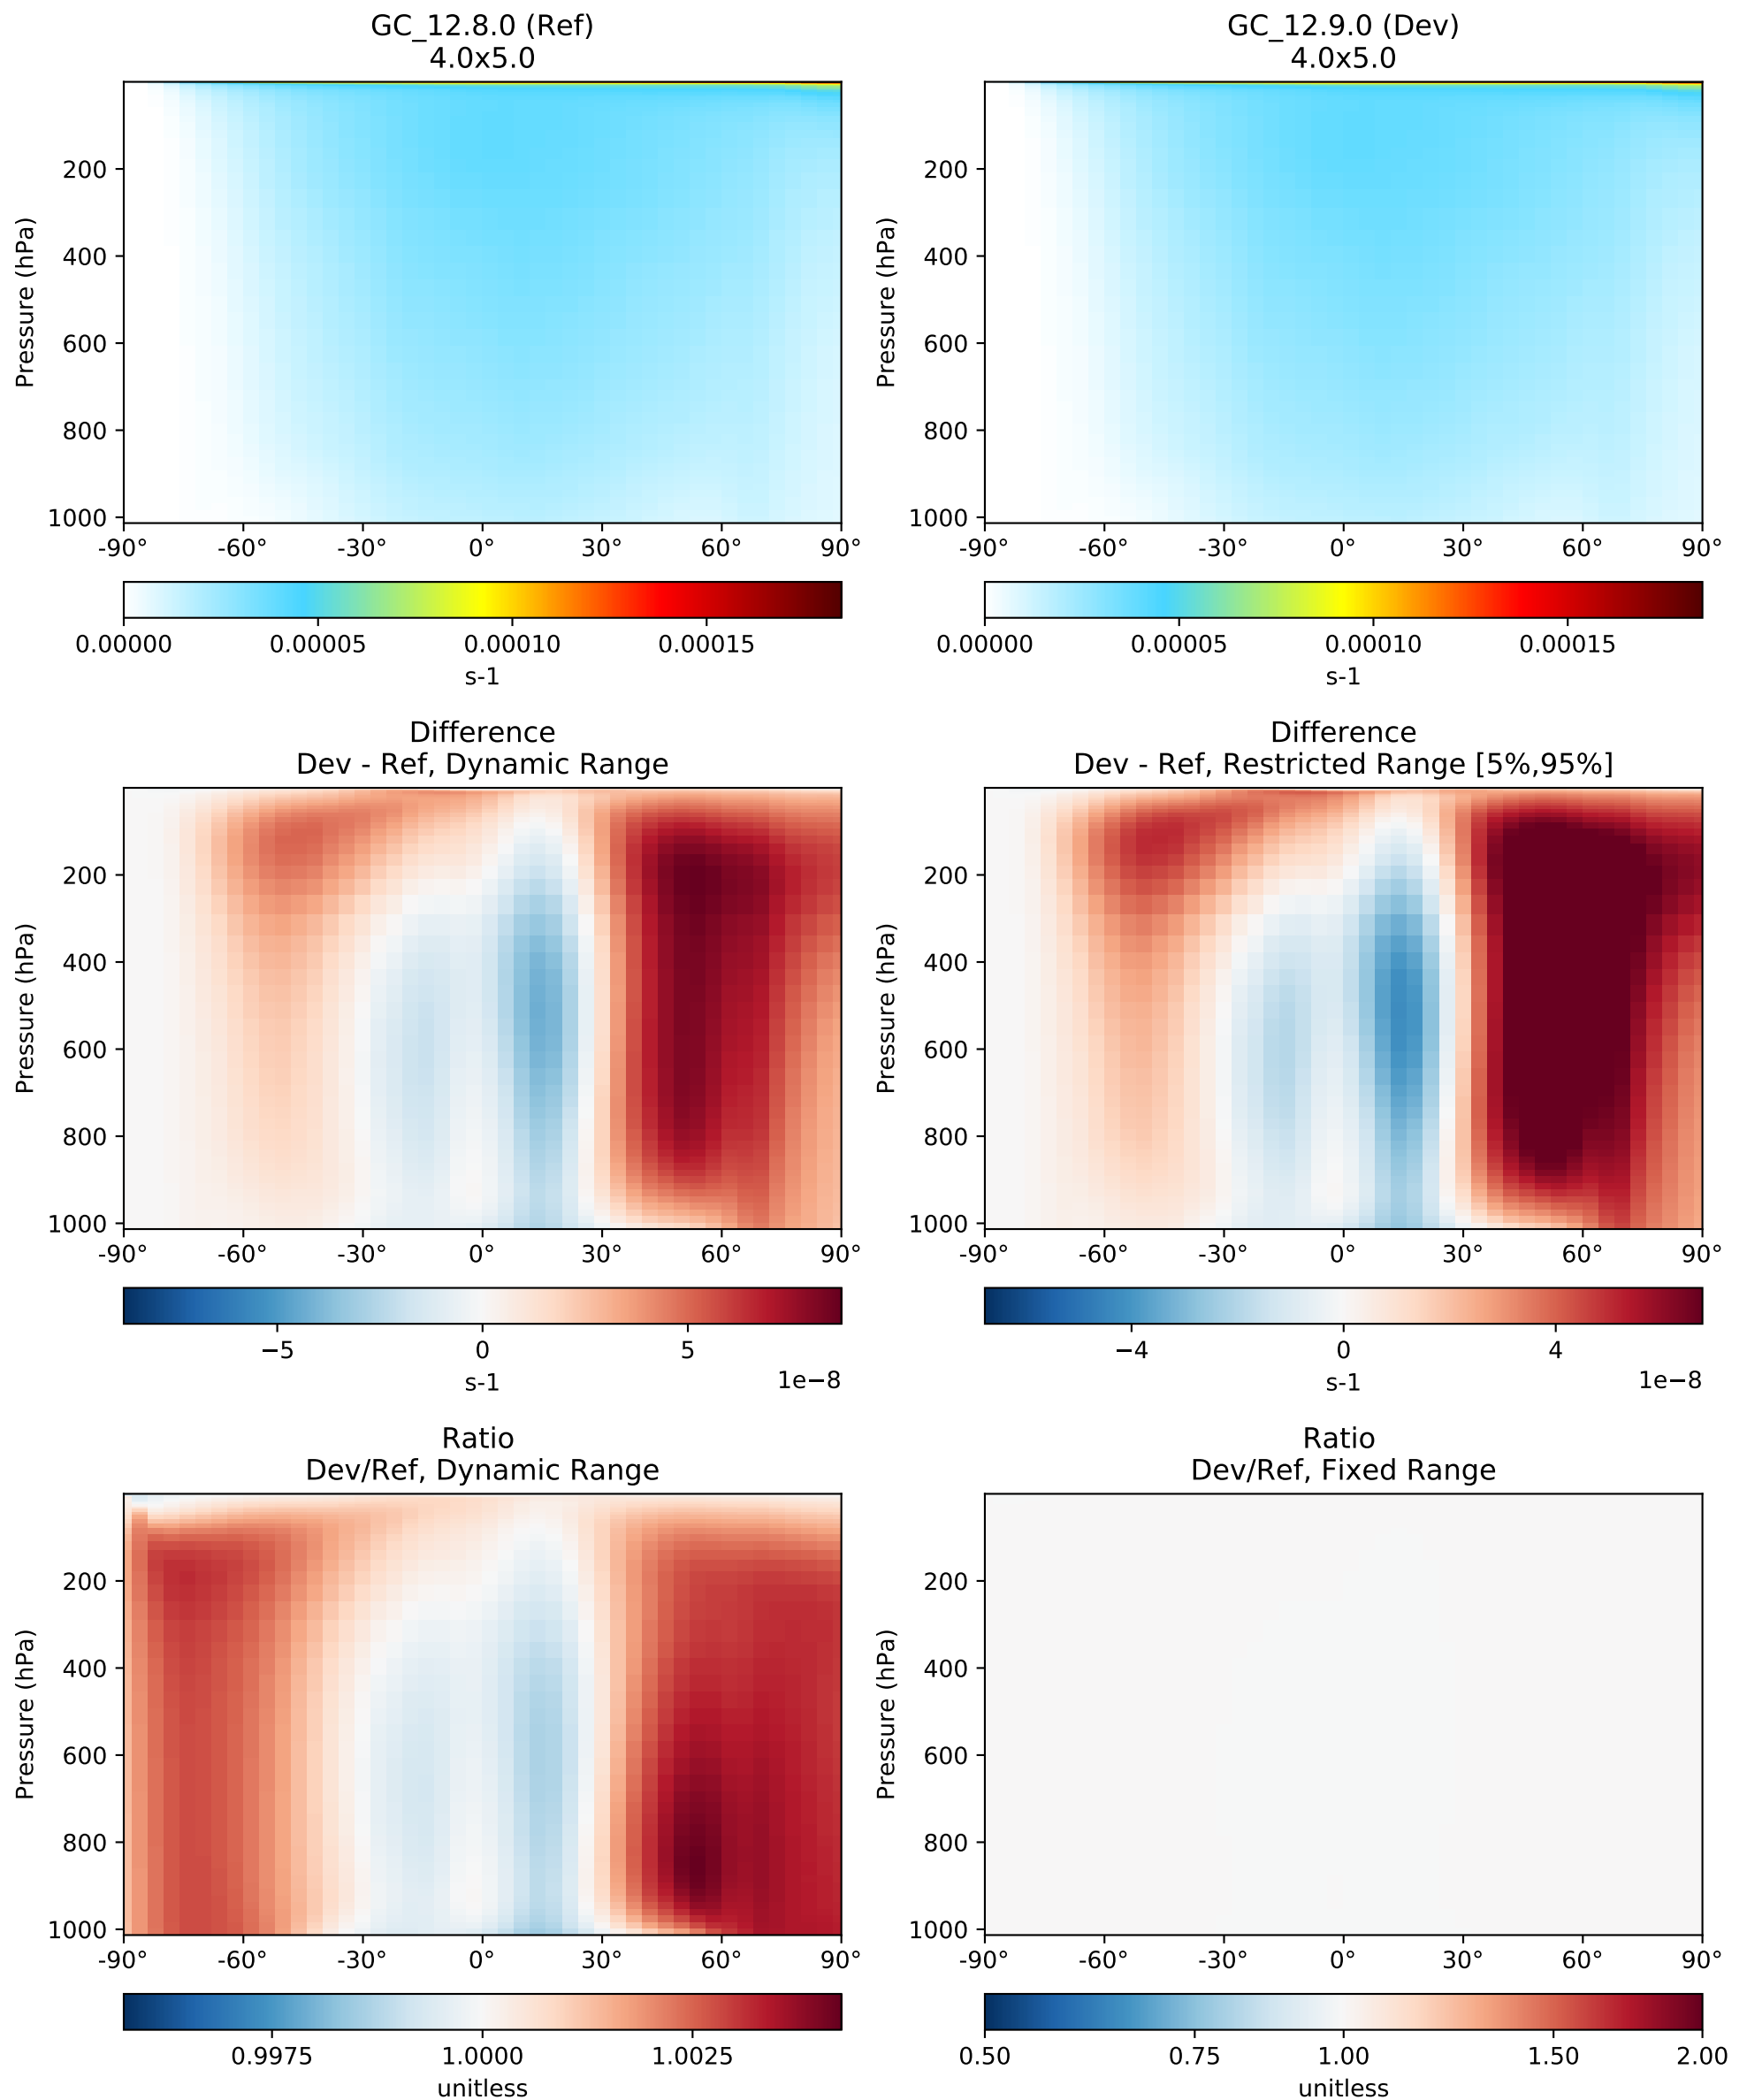 GC_12.8.0 (Ref)
4.0x5.0
Pressure (hPa)
200
400
600
800
1000
-90° -60° -30° 0° 30° 60° 90°
0.00000 0.00005 0.00010 0.00015
s-1
GC_12.9.0 (Dev)
4.0x5.0
Pressure (hPa)
200
400
600
800
1000
-90° -60° -30° 0° 30° 60° 90°
0.00000 0.00005 0.00010 0.00015
s-1
Difference
Dev - Ref, Dynamic Range
Pressure (hPa)
200
400
600
800
1000
-90° -60° -30° 0° 30° 60° 90°
−5 0 5
s-1 1e−8
Difference
Dev - Ref, Restricted Range [5%,95%]
Pressure (hPa)
200
400
600
800
1000
-90° -60° -30° 0° 30° 60° 90°
−4 0 4
s-1 1e−8
Ratio
Dev/Ref, Dynamic Range
Pressure (hPa)
200
400
600
800
1000
-90° -60° -30° 0° 30° 60° 90°
0.9975 1.0000 1.0025
unitless
Ratio
Dev/Ref, Fixed Range
Pressure (hPa)
200
400
600
800
1000
-90° -60° -30° 0° 30° 60° 90°
0.50 0.75 1.00 1.50 2.00
unitless